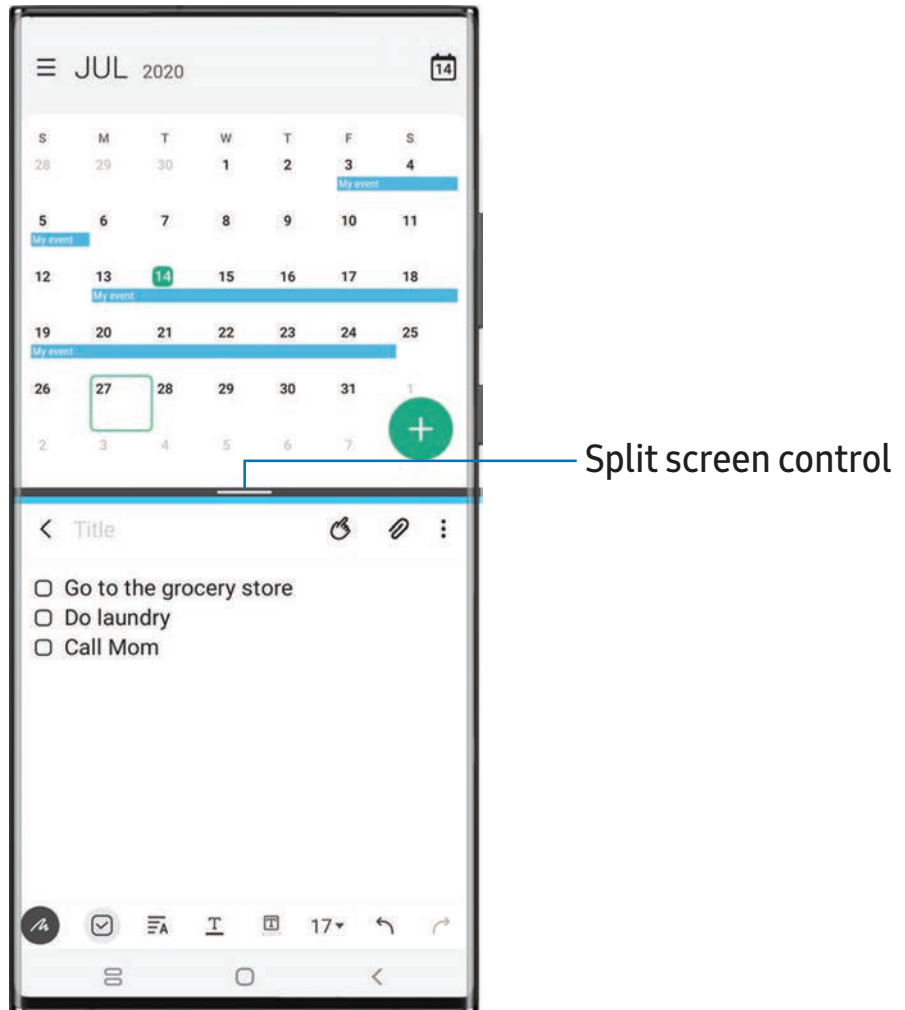 JUL 2020
14
S M T W T F S
28 29 30 1 2 3 4
My event
5 6 7 8 9 10 11
My event
12 13 14 15 16 17 18
My event
19 20 21 22 23 24 25
My event
26 27 28 29 30 31 1
2 3 4 5 6 7
Split screen control
Title
Go to the grocery store
Do laundry
Call Mom
A T T 17